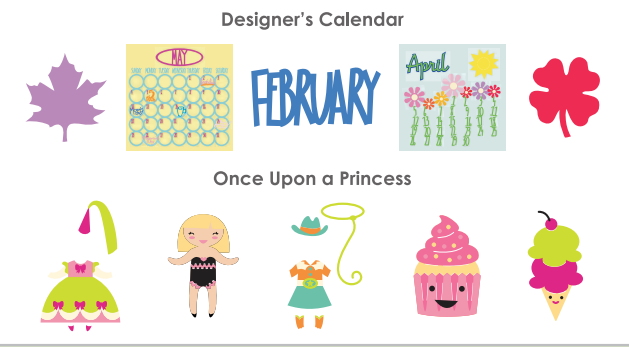 Designer's Calendar
MAY
FEBRUARY
April
Once Upon a Princess